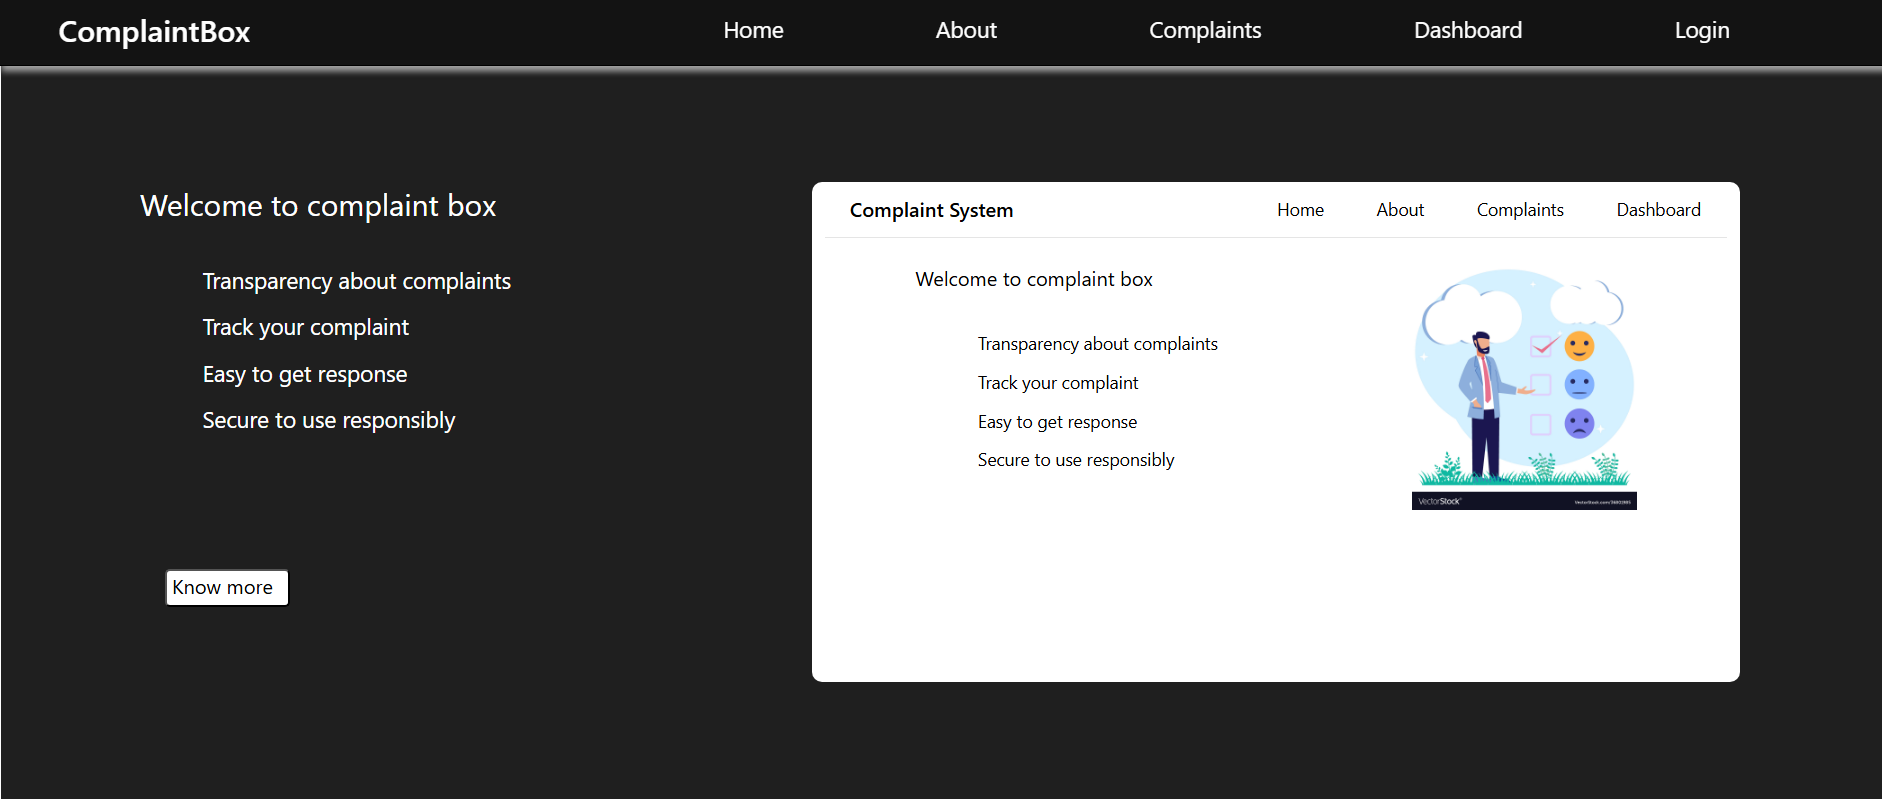 ComplaintBox Home About Complaints Dashboard Login
Welcome to complaint box
Transparency about complaints
Track your complaint
Easy to get response
Secure to use responsibly
Know more
Complaint System Home About Complaints Dashboard
Welcome to complaint box
Transparency about complaints
Track your complaint
Easy to get response
Secure to use responsibly
VectorStock